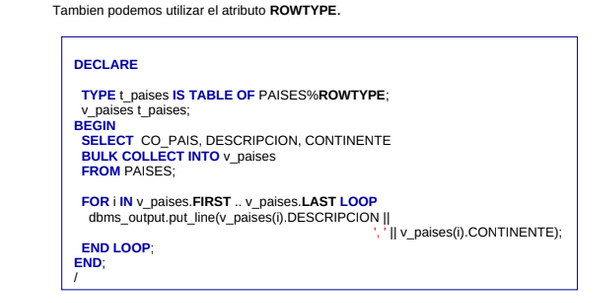 Tambien podemos utilizar el atributo ROWTYPE.
DECLARE
TYPE t_paises IS TABLE OF PAISES%ROWTYPE;
v_paises t_paises;
BEGIN
SELECT CO_PAIS, DESCRIPCION, CONTINENTE
BULK COLLECT INTO v_paises
FROM PAISES;
FOR i IN v_paises.FIRST .. v_paises.LAST LOOP
dbms_output.put_line(v_paises(i).DESCRIPCION ||
', ' || v_paises(i).CONTINENTE);
END LOOP;
END;
/